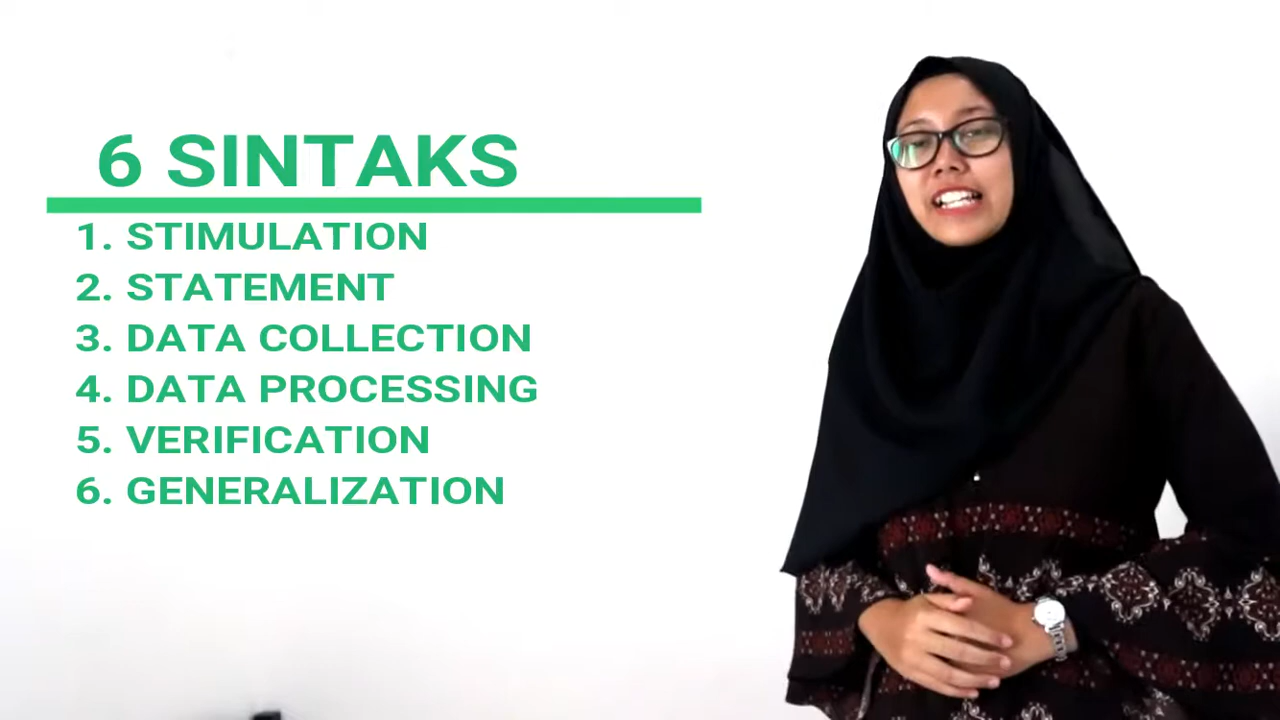 6 SINTAKS
1. STIMULATION
2. STATEMENT
3. DATA COLLECTION
4. DATA PROCESSING
5. VERIFICATION
6. GENERALIZATION